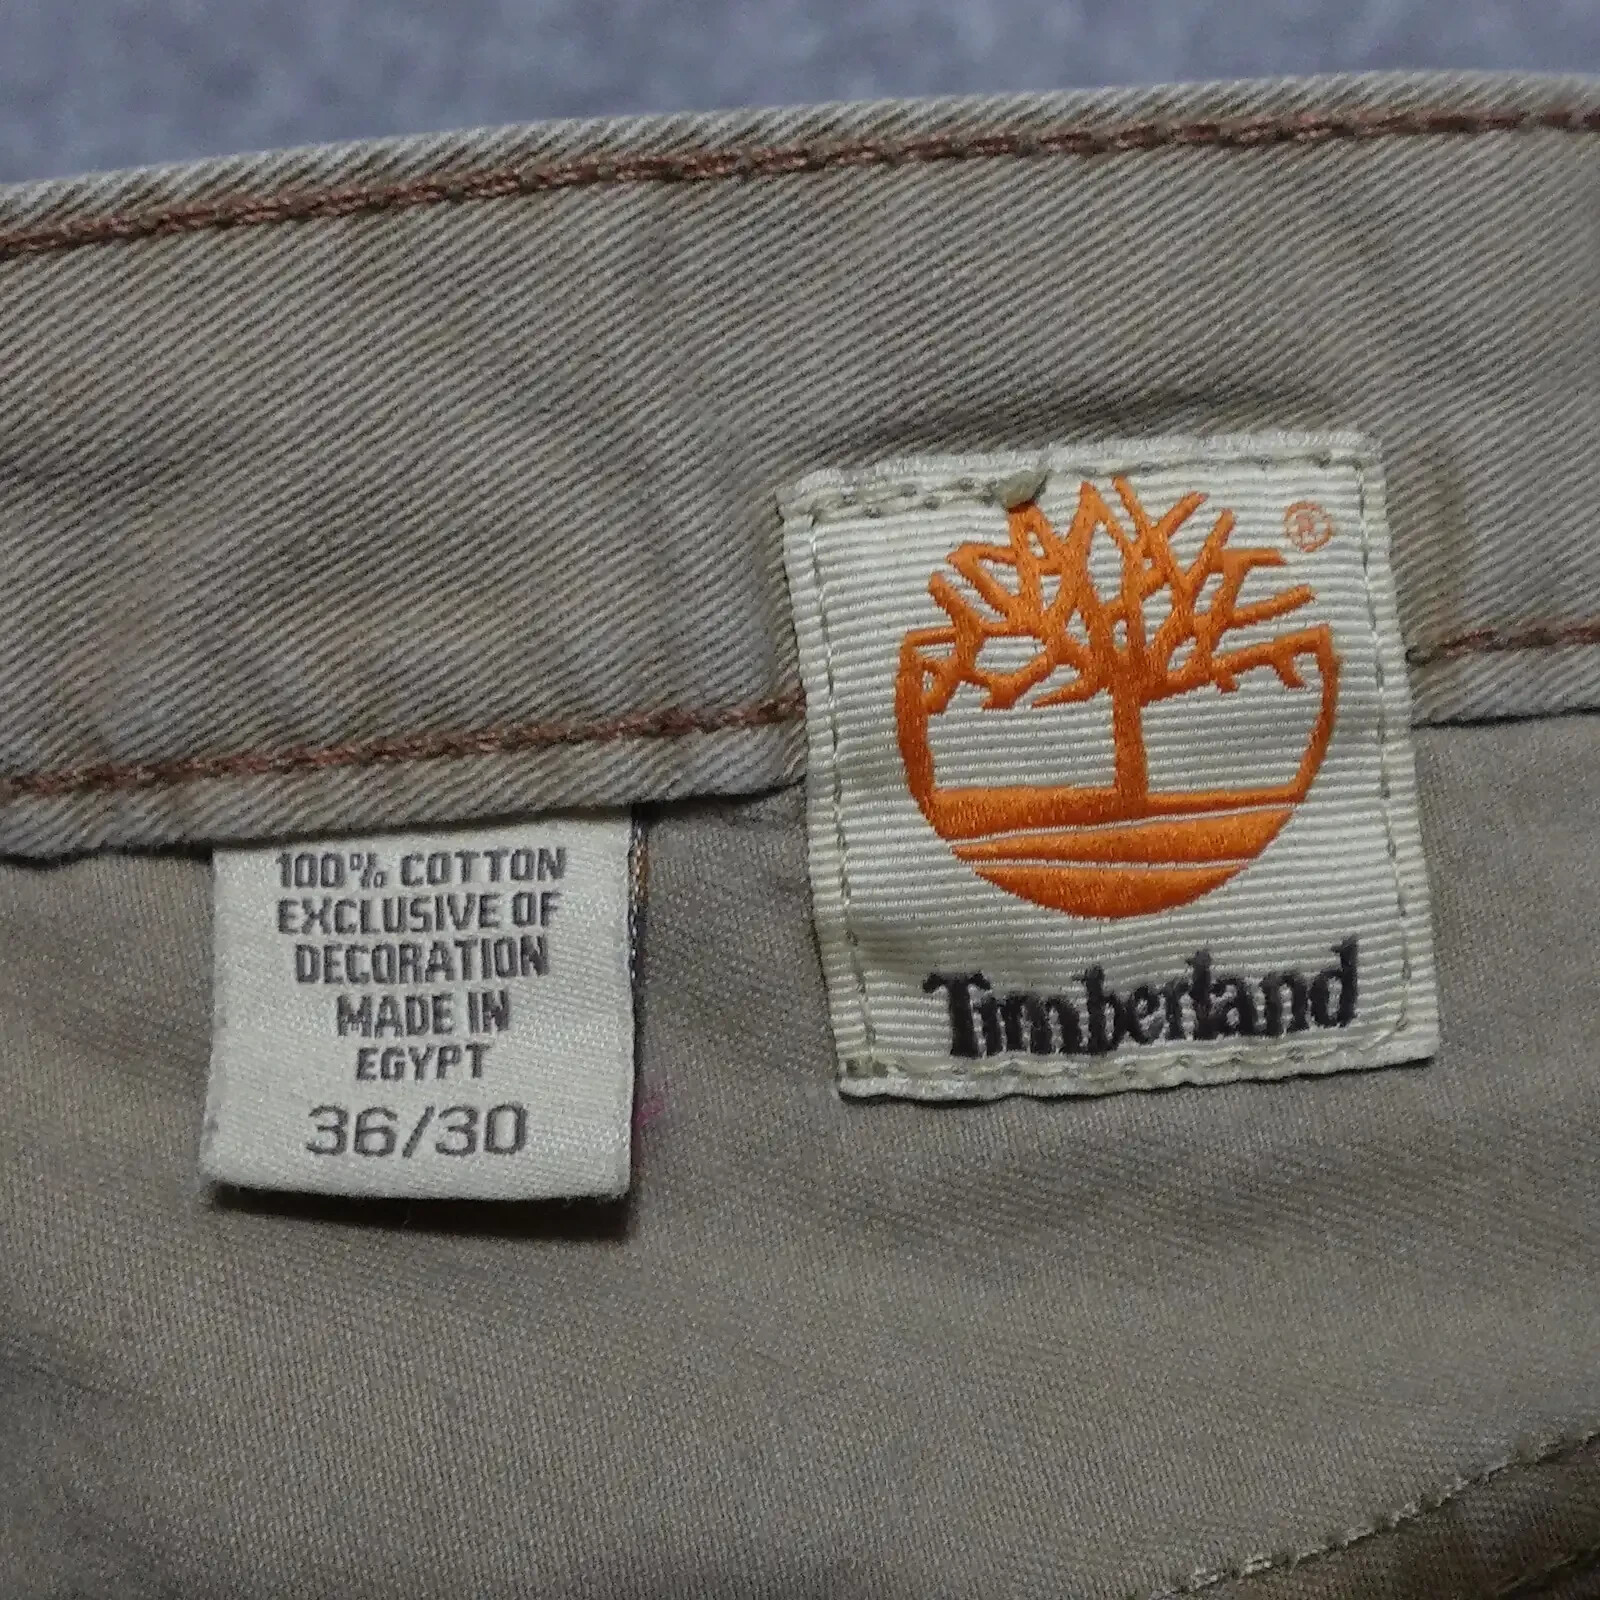 100% COTTON
EXCLUSIVE OF
DECORATION
MADE IN
EGYPT
36/30
®
Timberland